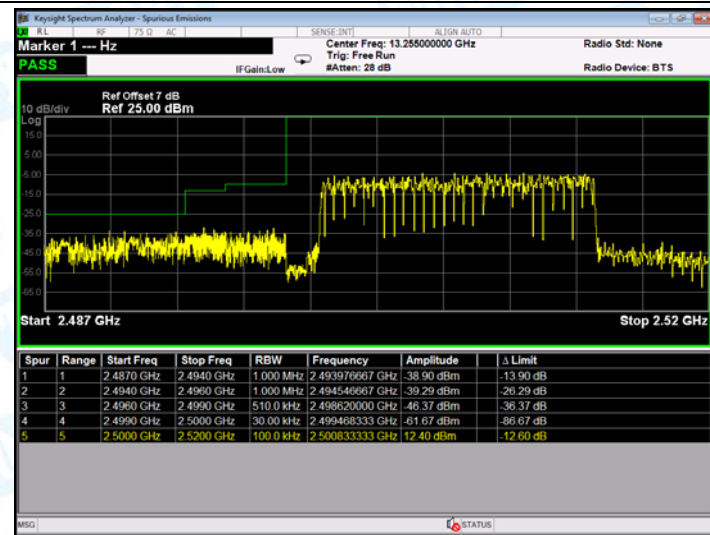 Keysight Spectrum Analyzer - Spurious Emissions
RL RF 75 Ω AC SENSE:INT ALIGN AUTO
Marker 1 --- Hz
Center Freq: 13.255000000 GHz
Radio Std: None
Trig: Free Run
PASS
IFGain:Low
#Atten: 28 dB
Radio Device: BTS
Ref Offset 7 dB
10 dB/div Ref 25.00 dBm
Log
15.0
5.00
-5.00
-15.0
-25.0
-35.0
-45.0
-55.0
-65.0
Start 2.487 GHz Stop 2.52 GHz
Spur Range Start Freq Stop Freq RBW Frequency Amplitude Δ Limit
1 1 2.4870 GHz 2.4940 GHz 1.000 MHz 2.493976667 GHz -38.90 dBm -13.90 dB
2 2 2.4940 GHz 2.4960 GHz 1.000 MHz 2.494546667 GHz -39.29 dBm -26.29 dB
3 3 2.4960 GHz 2.4990 GHz 510.0 kHz 2.498620000 GHz -46.37 dBm -36.37 dB
4 4 2.4990 GHz 2.5000 GHz 30.00 kHz 2.499468333 GHz -61.67 dBm -86.67 dB
5 5 2.5000 GHz 2.5200 GHz 100.0 kHz 2.500833333 GHz 12.40 dBm -12.60 dB
MSG STATUS